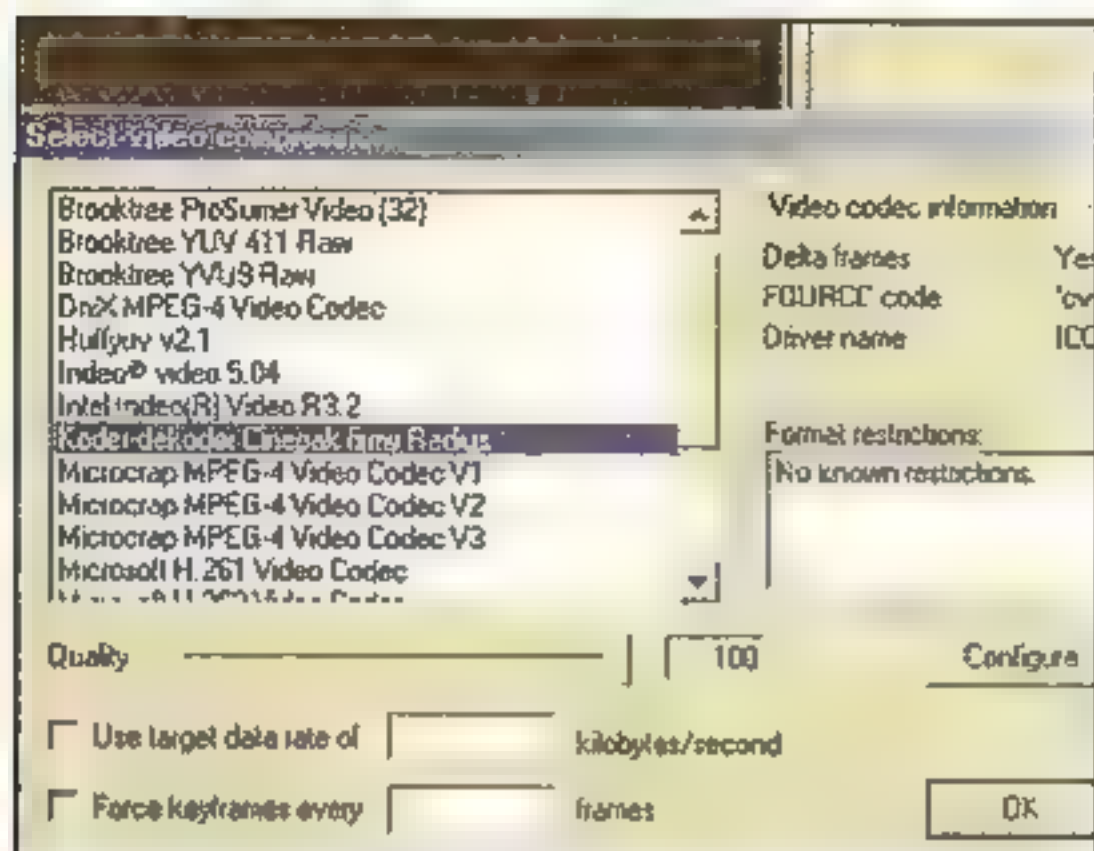 Select video compression
Brooktree ProSumer Video (32)
Brooktree YUV 411 Raw
Brooktree YVU9 Raw
DivX MPEG-4 Video Codec
Huffyuv v2.1
Indeo® video 5.04
Intel Indeo(R) Video R3.2
Koder-dekoder Cinepak firmy Radius
Microcrap MPEG-4 Video Codec V1
Microcrap MPEG-4 Video Codec V2
Microcrap MPEG-4 Video Codec V3
Microsoft H.261 Video Codec
Video codec information
Delta frames Yes
FOURCC code 'cv
Driver name ICC
Format restrictions:
No known restrictions.
Quality 100
Configure
Use target data rate of kilobytes/second
Force keyframes every frames
OK